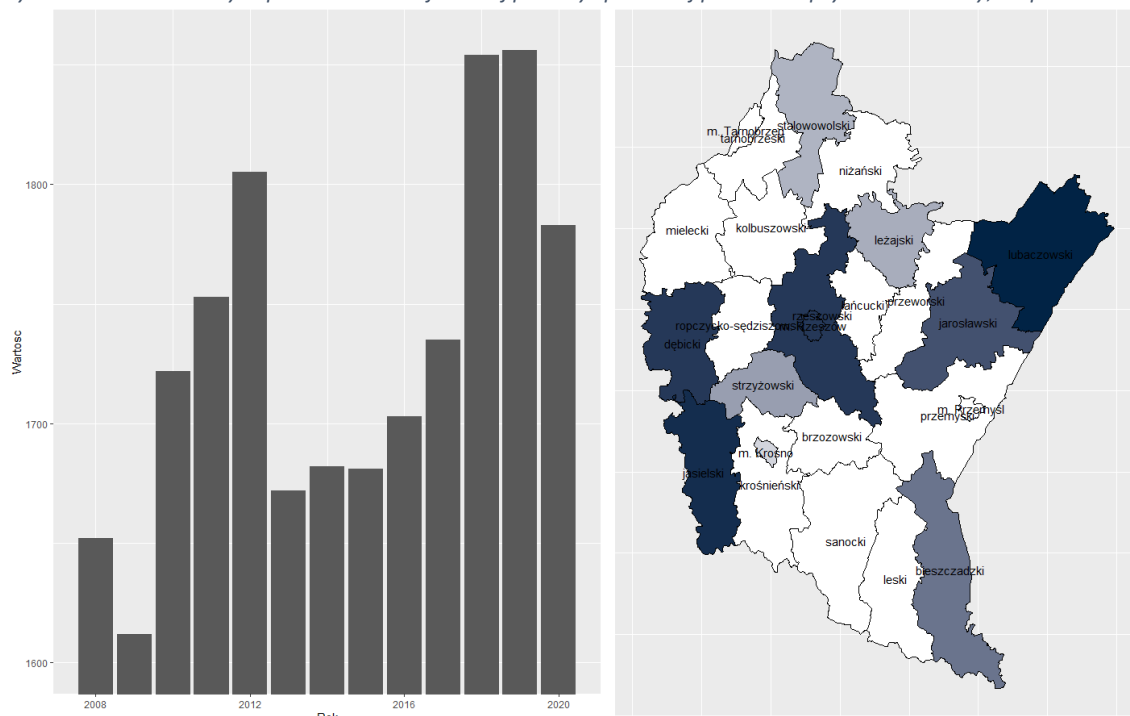 1800
1700
1600
Wartosc
2008
2012
2016
2020
stalowowolski
m. Tarnobrzeg
tarnobrzeski
niżański
mielecki
kolbuszowski
leżajski
lubaczowski
przeworski
łańcucki
rzeszowski
m. Rzeszów
ropczycko-sędziszowski
jarosławski
dębicki
strzyżowski
m. Przemyśl
przemyski
brzozowski
m. Krosno
jasielski
krośnieński
sanocki
leski
bieszczadzki